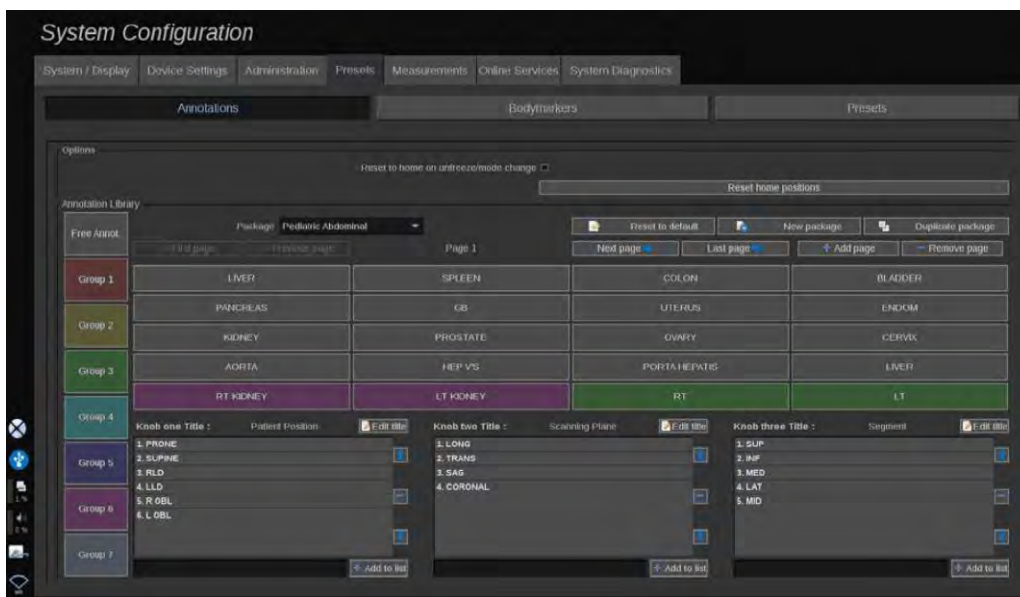 System Configuration
System / Display Device Settings Administration Presets Measurements Online Services System Diagnostics
Annotations Bodymarkers Presets
Options
Reset to home on unfreeze/mode change
Reset home positions
Annotation Library
Free Annot. Package Pediatric Abdominal Reset to default New package Duplicate package
First page Previous page Page 1 Next page Last page Add page Remove page
Group 1 LIVER SPLEEN COLON BLADDER
PANCREAS GB UTERUS ENDOM
Group 2
KIDNEY PROSTATE OVARY CERVIX
Group 3 AORTA HEP V'S PORTA HEPATIS LIVER
RT KIDNEY LT KIDNEY RT LT
Group 4
Knob one Title : Patient Position Edit title Knob two Title : Scanning Plane Edit title Knob three Title : Segment Edit title
1. PRONE 1. LONG 1. SUP
2. SUPINE 2. TRANS 2. INF
Group 5
3. RLD 3. SAG 3. MED
4. LLD 4. CORONAL 4. LAT
5. R OBL 5. MID
Group 6
6. L OBL
Group 7
Add to list Add to list Add to list